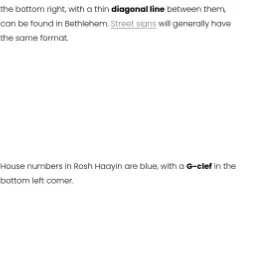 the bottom right, with a thin diagonal line between them,
can be found in Bethlehem. Street signs will generally have
the same format.
House numbers in Rosh Haayin are blue, with a G-clef in the
bottom left corner.